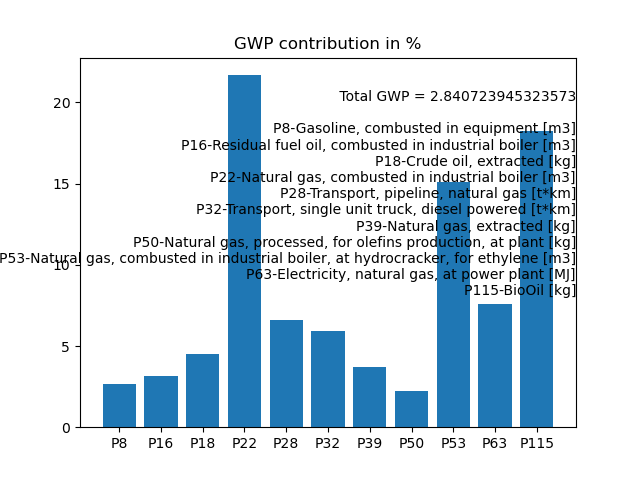 GWP contribution in %
20
15
10
5
0
Total GWP = 2.840723945323573
P8-Gasoline, combusted in equipment [m3]
P16-Residual fuel oil, combusted in industrial boiler [m3]
P18-Crude oil, extracted [kg]
P22-Natural gas, combusted in industrial boiler [m3]
P28-Transport, pipeline, natural gas [t*km]
P32-Transport, single unit truck, diesel powered [t*km]
P39-Natural gas, extracted [kg]
P50-Natural gas, processed, for olefins production, at plant [kg]
P53-Natural gas, combusted in industrial boiler, at hydrocracker, for ethylene [m3]
P63-Electricity, natural gas, at power plant [MJ]
P115-BioOil [kg]
P8 P16 P18 P22 P28 P32 P39 P50 P53 P63 P115